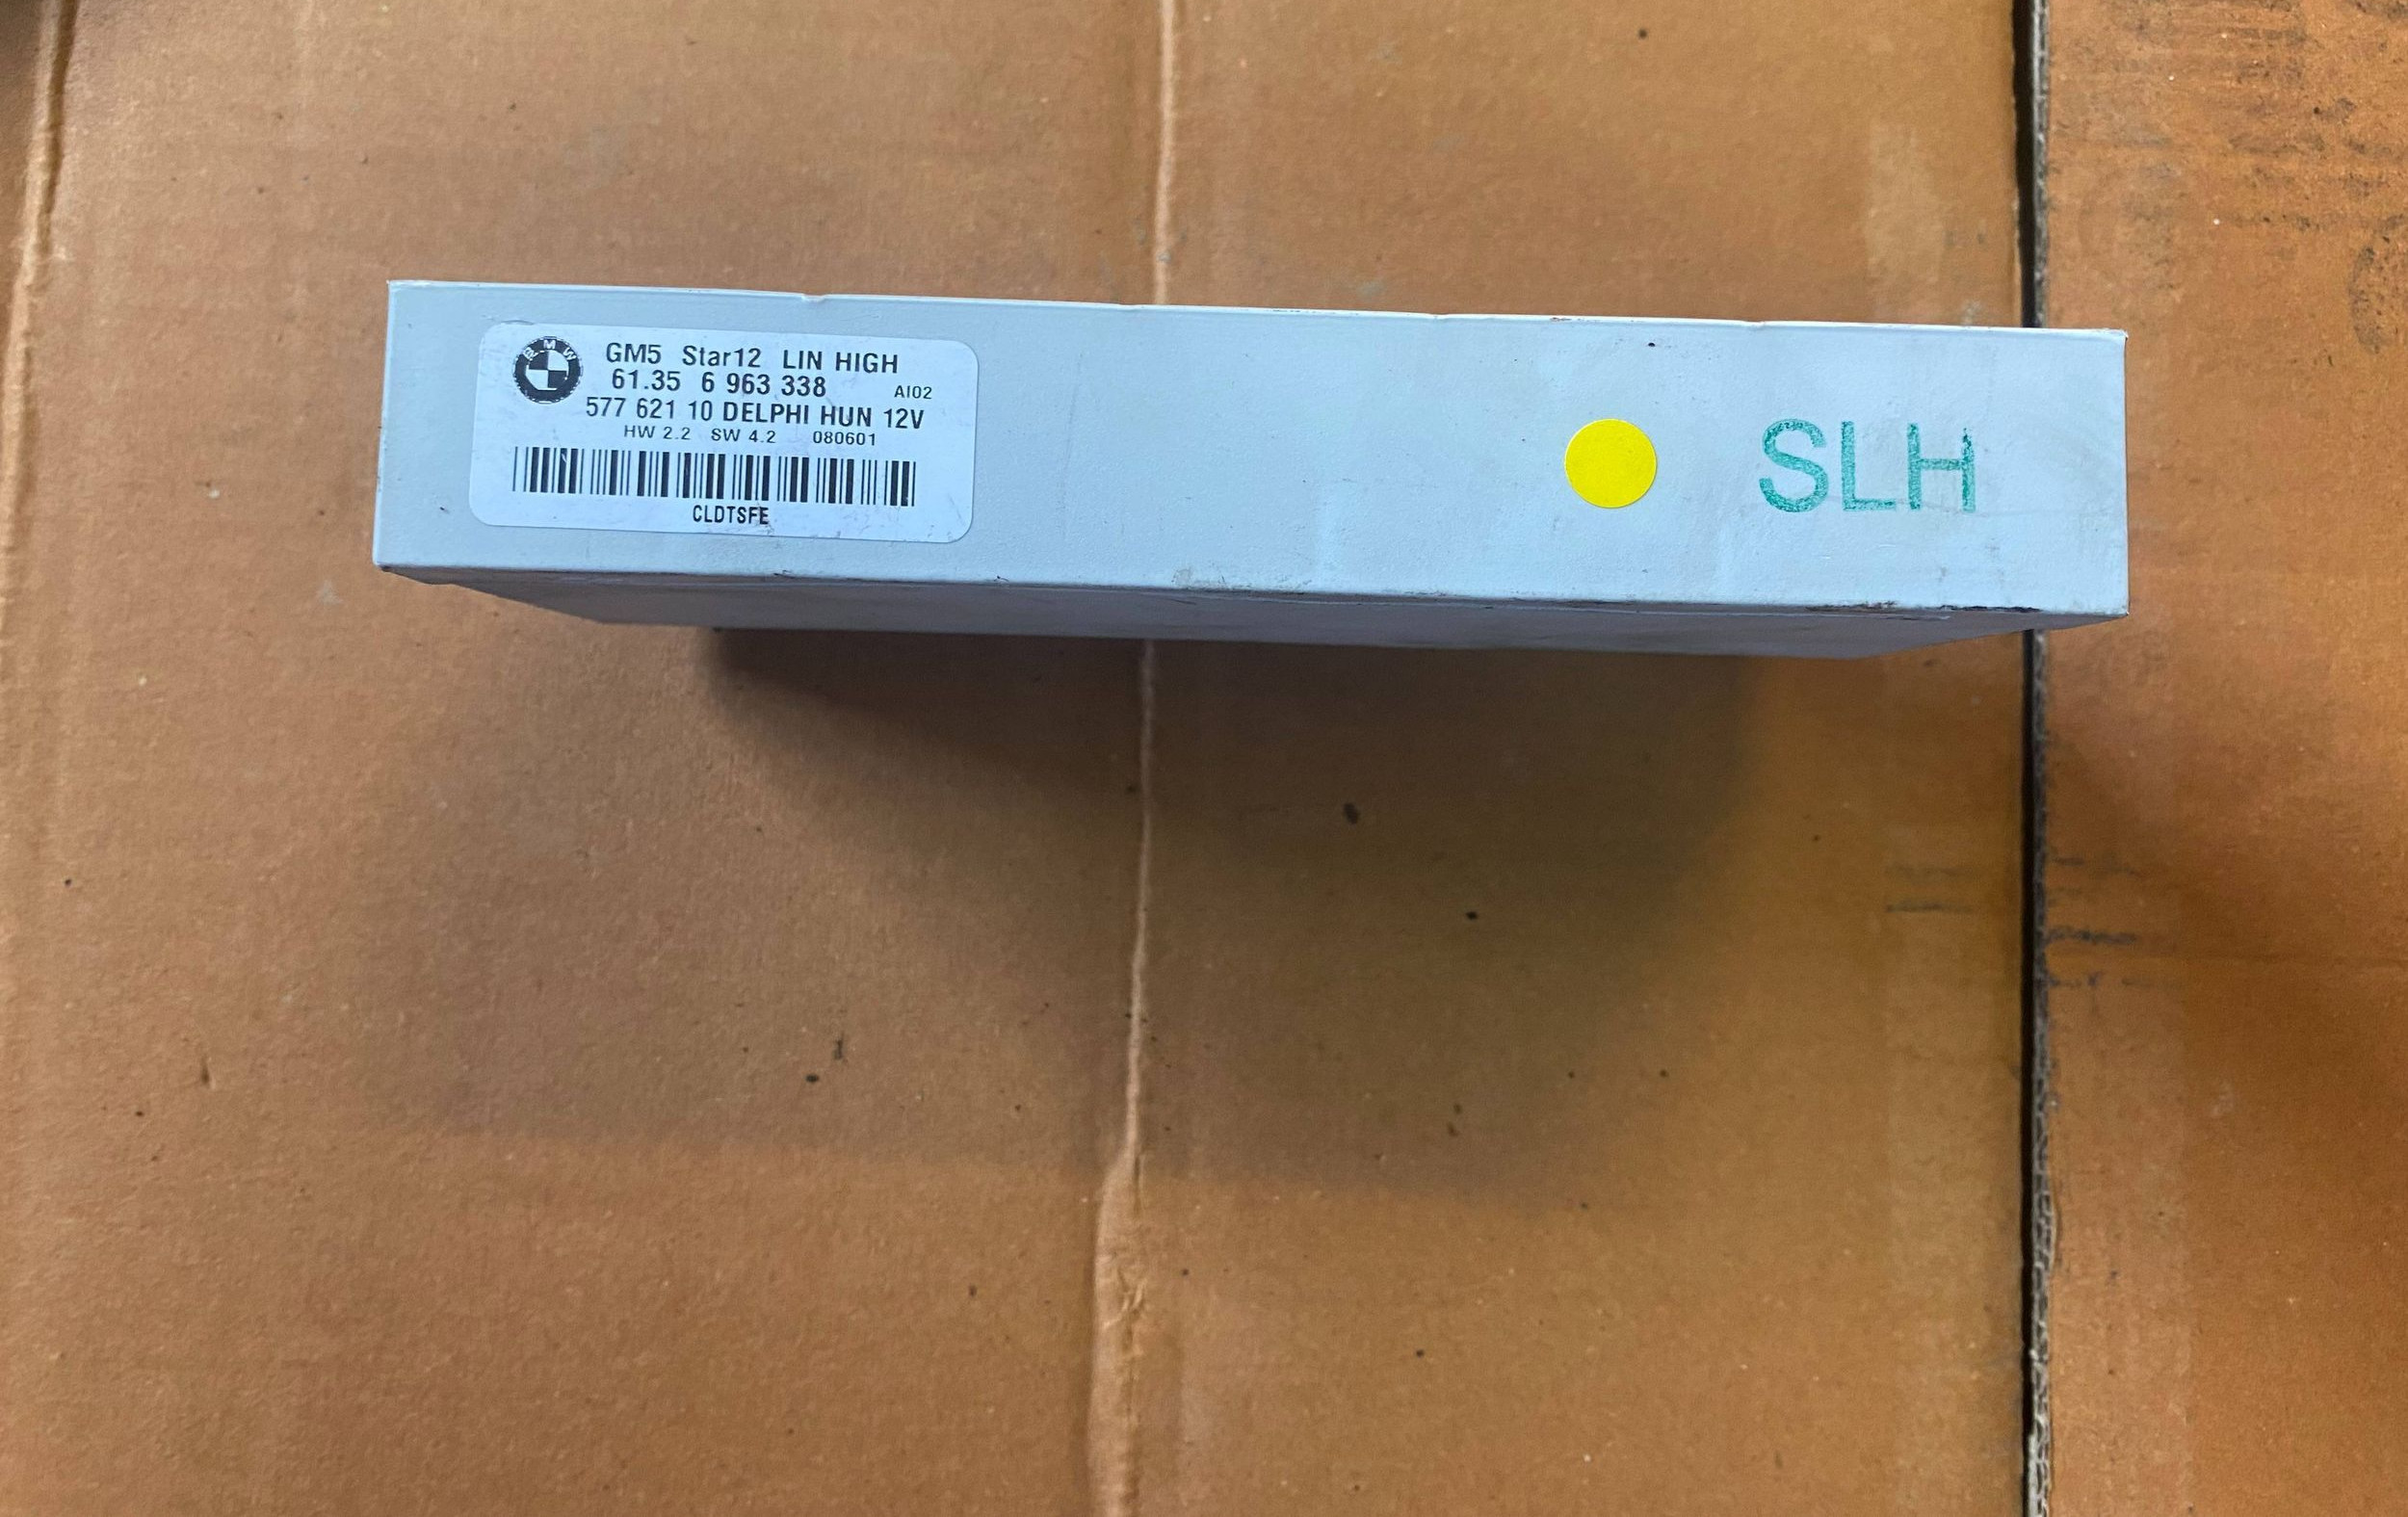 BMW
GM5 Star12 LIN HIGH
61.35 6 963 338 AI02
577 621 10 DELPHI HUN 12V
HW 2.2 SW 4.2 080601
CLDTSFE
SLH